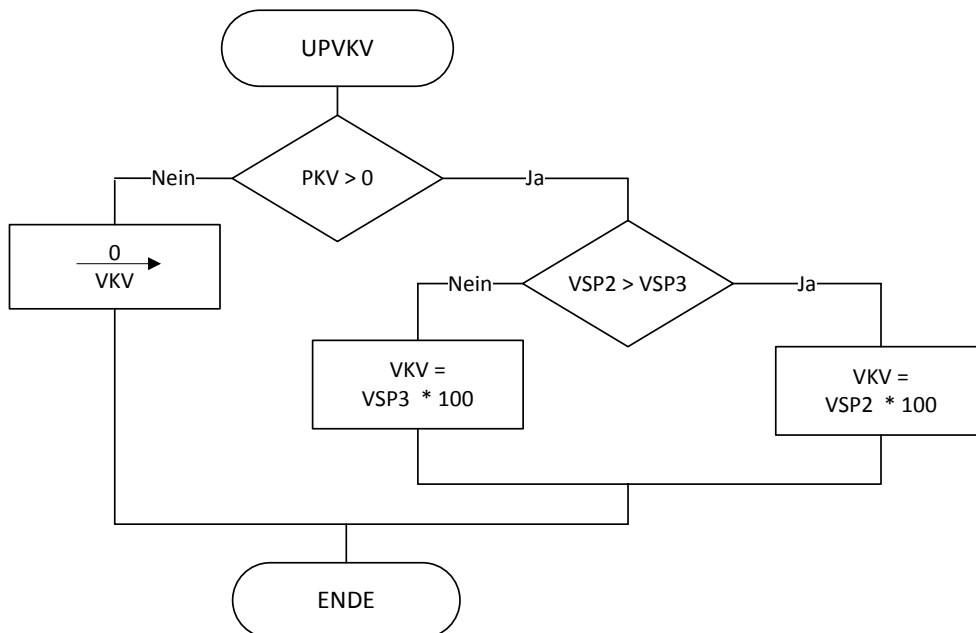 UPVKV
PKV > 0
Nein
Ja
0
VKV
VSP2 > VSP3
Nein
Ja
VKV =
VSP3 * 100
VKV =
VSP2 * 100
ENDE